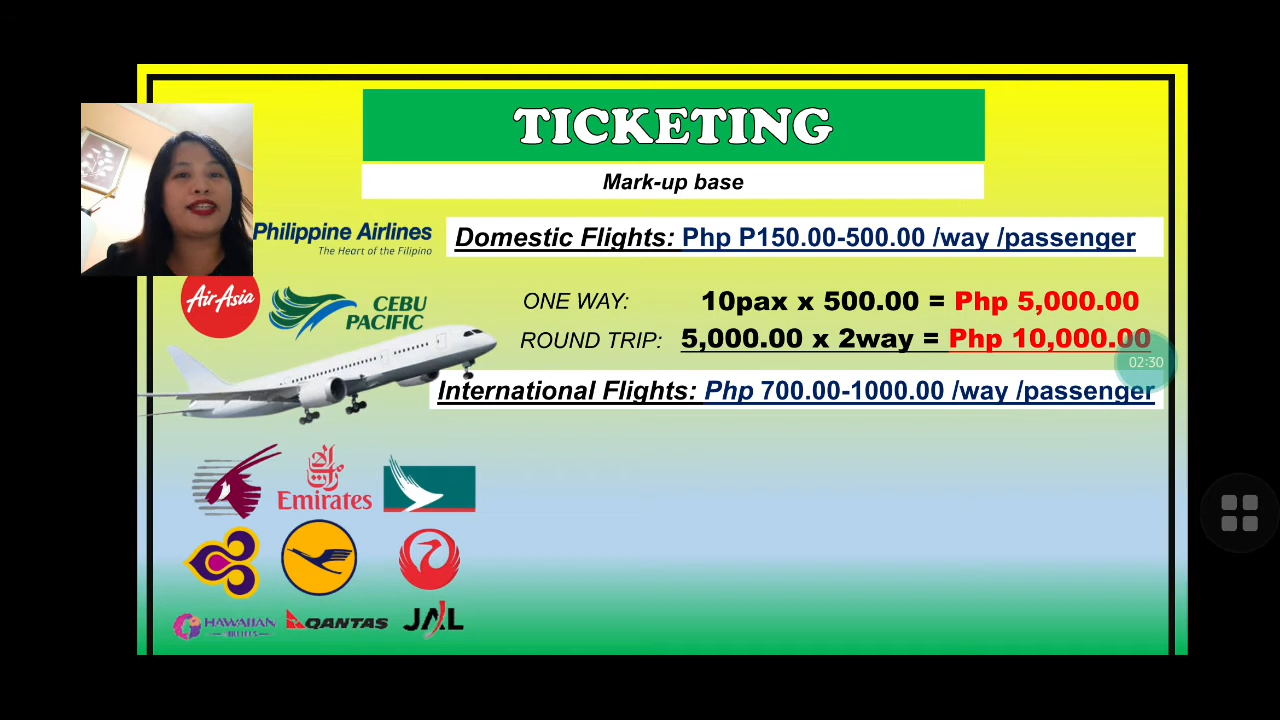 TICKETING
Mark-up base
Philippine Airlines
The Heart of the Filipino
Domestic Flights: Php P150.00-500.00 /way /passenger
AirAsia
CEBU
PACIFIC
ONE WAY: 10pax x 500.00 = Php 5,000.00
ROUND TRIP: 5,000.00 x 2way = Php 10,000.00
02:30
International Flights: Php 700.00-1000.00 /way /passenger
Emirates
HAWAIIAN
AIRLINES
QANTAS
JAL